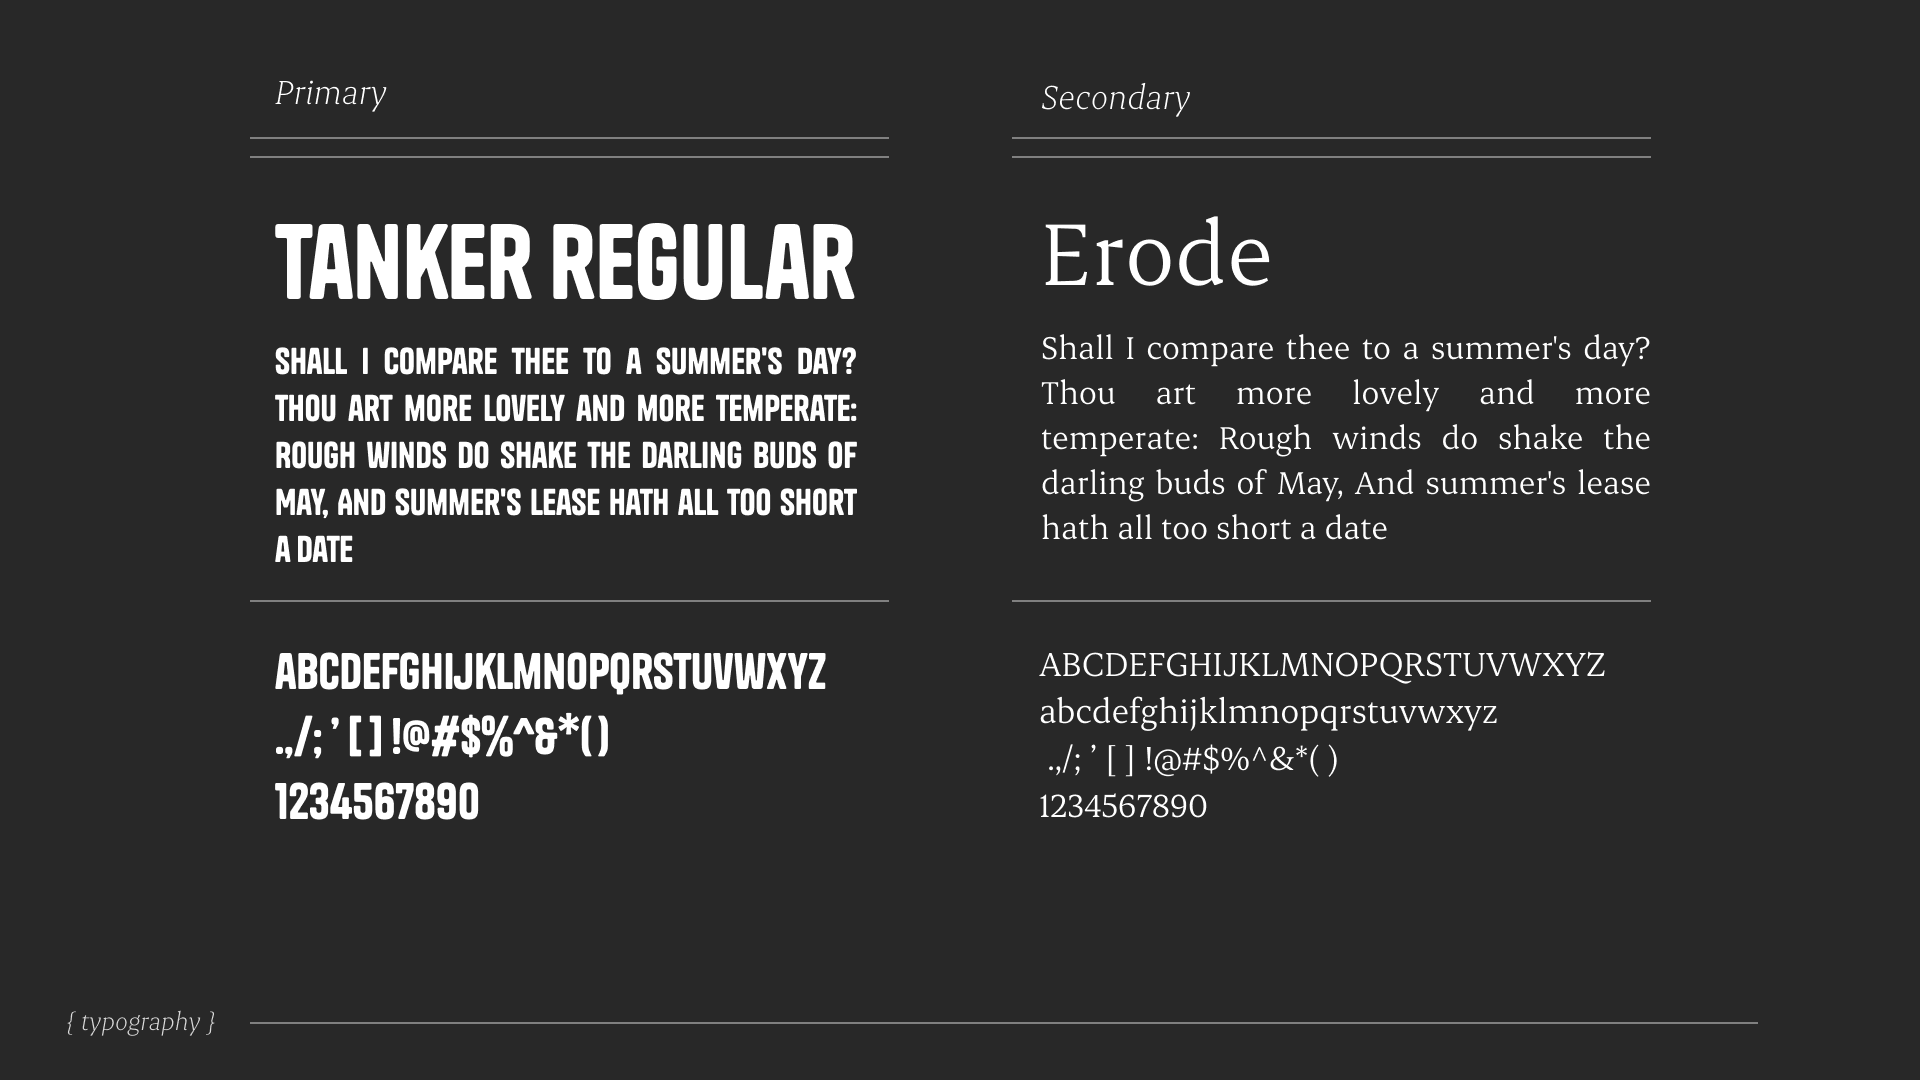 Primary
TANKER REGULAR
SHALL I COMPARE THEE TO A SUMMER'S DAY?
THOU ART MORE LOVELY AND MORE TEMPERATE:
ROUGH WINDS DO SHAKE THE DARLING BUDS OF
MAY, AND SUMMER'S LEASE HATH ALL TOO SHORT
A DATE
ABCDEFGHIJKLMNOPQRSTUVWXYZ
.,/; ’ [ ] !@#$%^&*( )
1234567890
Secondary
Erode
Shall I compare thee to a summer's day?
Thou art more lovely and more
temperate: Rough winds do shake the
darling buds of May, And summer's lease
hath all too short a date
ABCDEFGHIJKLMNOPQRSTUVWXYZ
abcdefghijklmnopqrstuvwxyz
.,/; ’ [ ] !@#$%^&*( )
1234567890
{ typography }